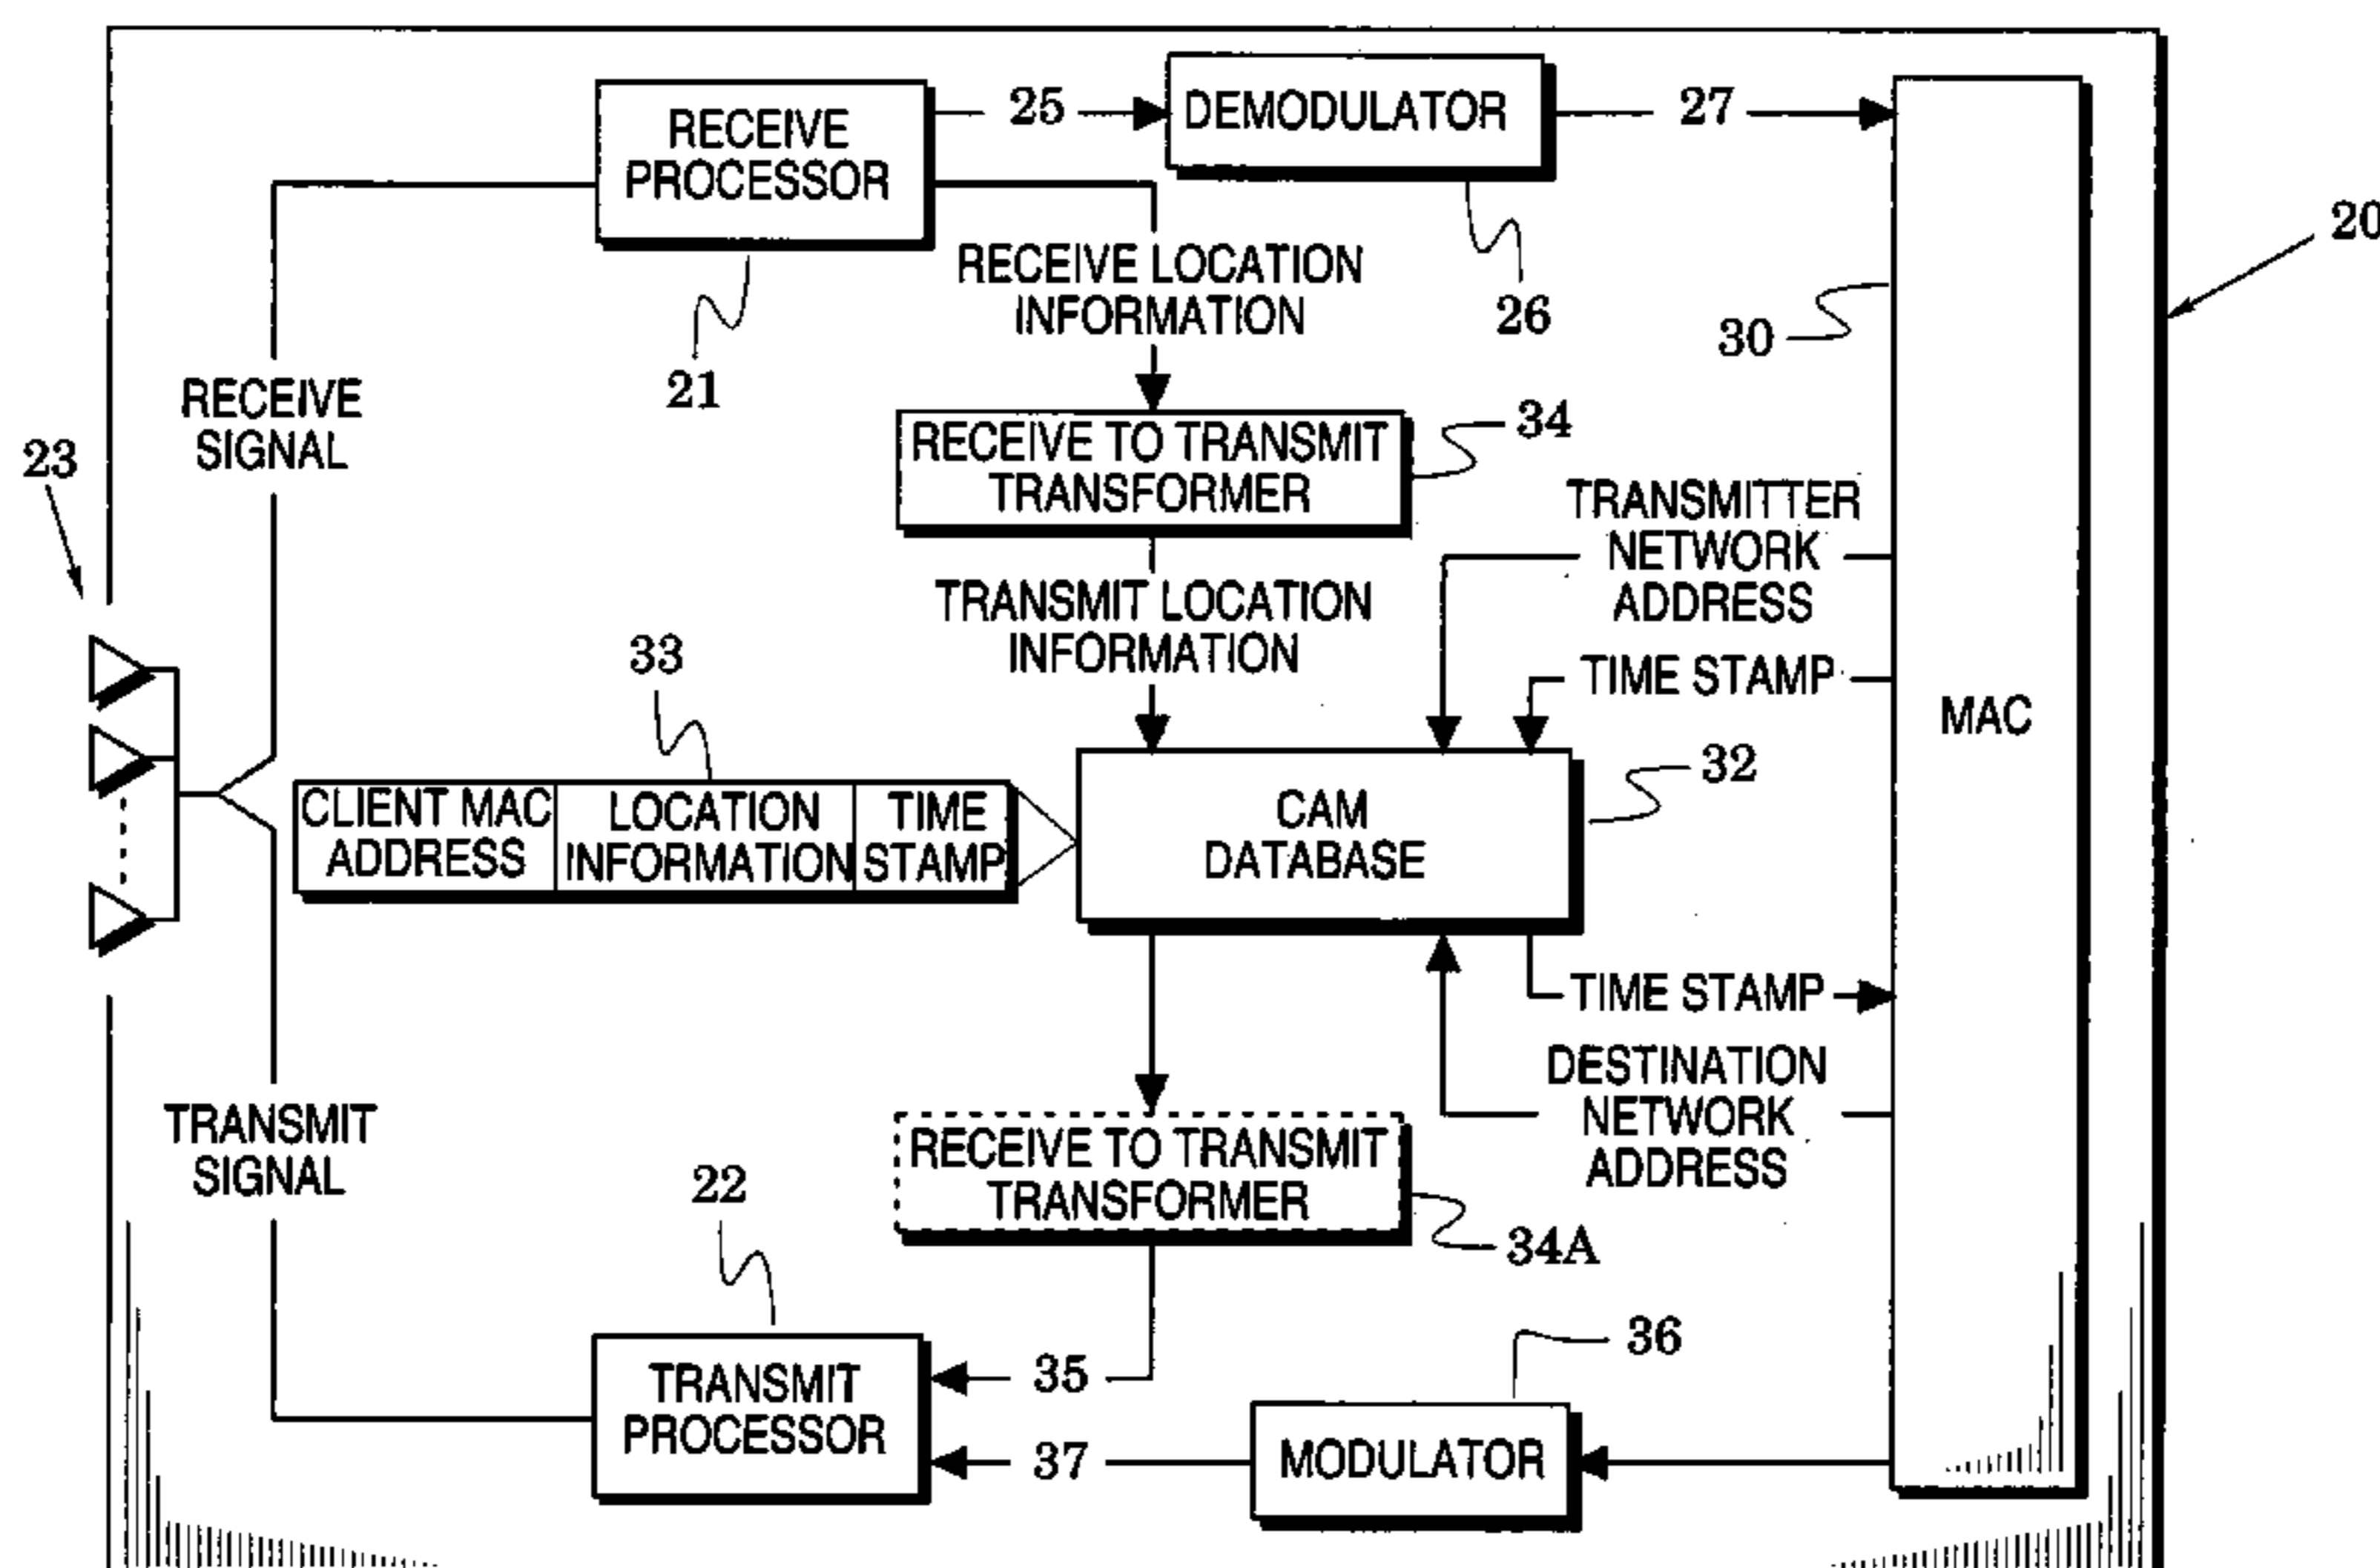 RECEIVE
PROCESSOR
25
DEMODULATOR
27
20
RECEIVE LOCATION
INFORMATION
26
30
21
RECEIVE
SIGNAL
23
RECEIVE TO TRANSMIT
TRANSFORMER
34
TRANSMITTER
NETWORK
ADDRESS
TRANSMIT LOCATION
INFORMATION
33
TIME STAMP
MAC
32
CLIENT MAC
ADDRESS
LOCATION
INFORMATION
TIME
STAMP
CAM
DATABASE
TIME STAMP
DESTINATION
NETWORK
ADDRESS
TRANSMIT
SIGNAL
RECEIVE TO TRANSMIT
TRANSFORMER
34A
22
TRANSMIT
PROCESSOR
35
36
37
MODULATOR